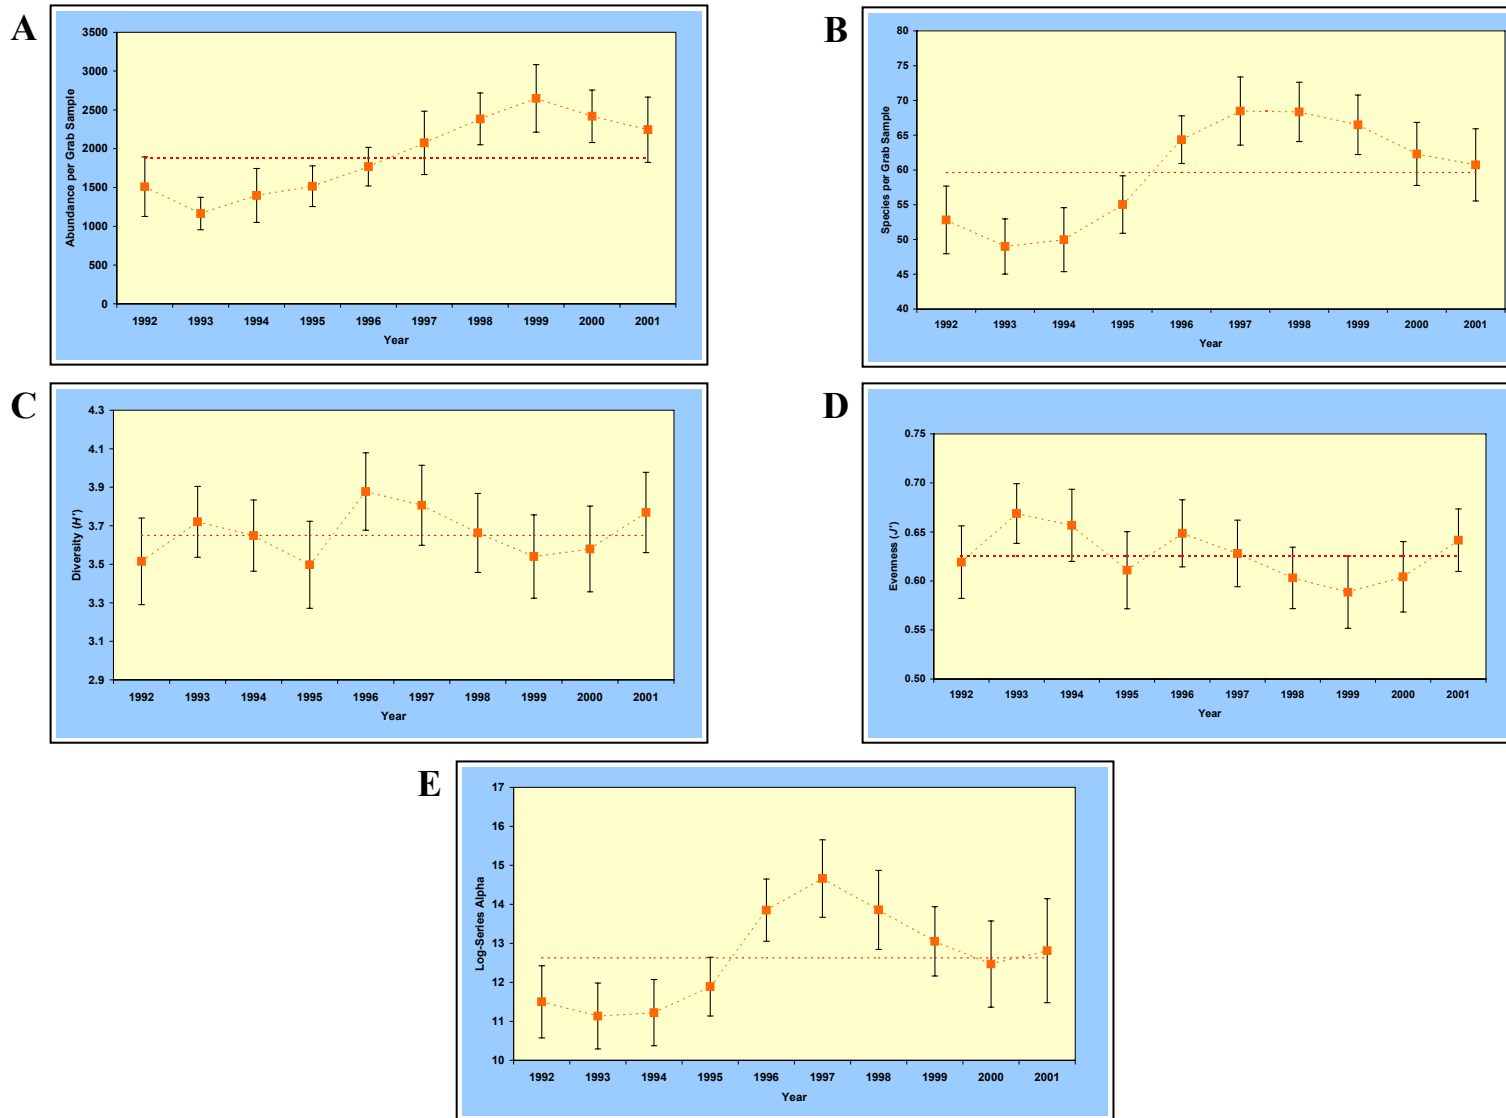 A
Abundance per Grab Sample
3500
3000
2500
2000
1500
1000
500
0
1992 1993 1994 1995 1996 1997 1998 1999 2000 2001
Year
B
Species per Grab Sample
80
75
70
65
60
55
50
45
40
1992 1993 1994 1995 1996 1997 1998 1999 2000 2001
Year
C
Diversity (H')
4.3
4.1
3.9
3.7
3.5
3.3
3.1
2.9
1992 1993 1994 1995 1996 1997 1998 1999 2000 2001
Year
D
Evenness (J')
0.75
0.70
0.65
0.60
0.55
0.50
1992 1993 1994 1995 1996 1997 1998 1999 2000 2001
Year
E
Log-Series Alpha
17
16
15
14
13
12
11
10
1992 1993 1994 1995 1996 1997 1998 1999 2000 2001
Year